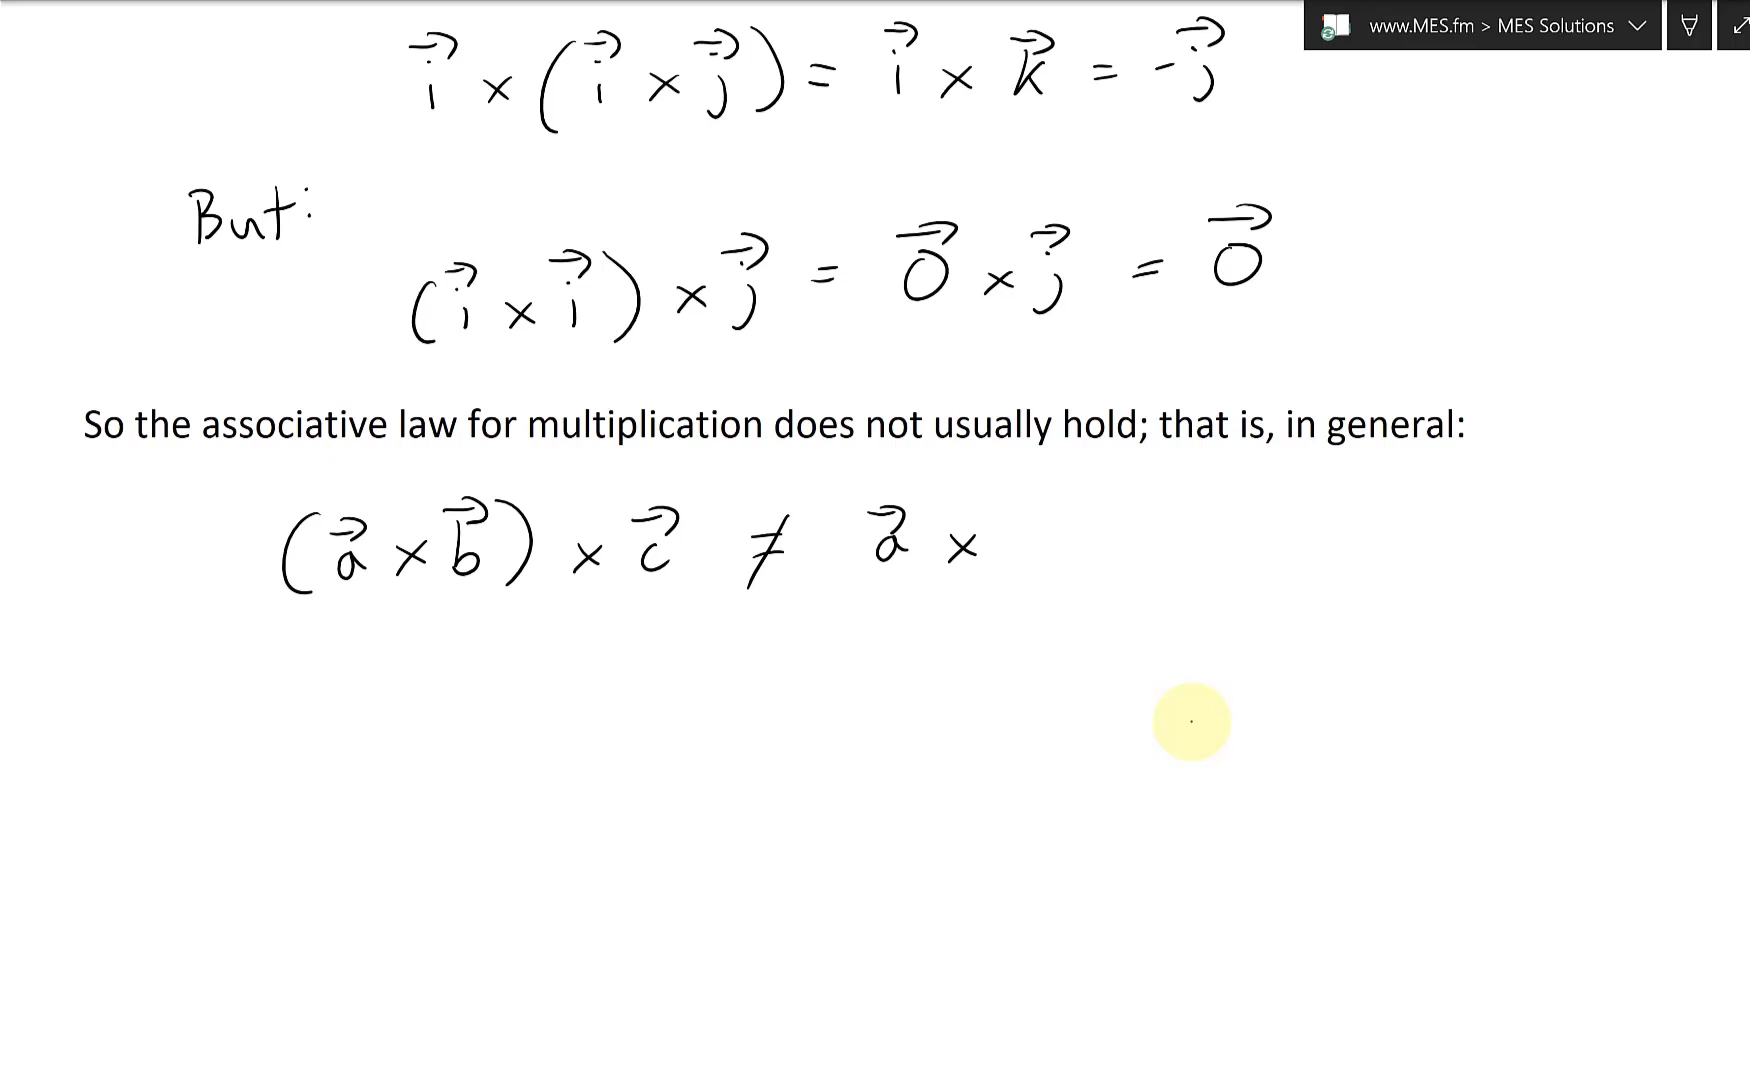 www.MES.fm > MES Solutions
i⃗ × (i⃗ × j⃗) = i⃗ × k⃗ = -j⃗
But:
(i⃗ × i⃗) × j⃗ = 0⃗ × j⃗ = 0⃗
So the associative law for multiplication does not usually hold; that is, in general:
(a⃗ × b⃗) × c⃗ ≠ a⃗ ×